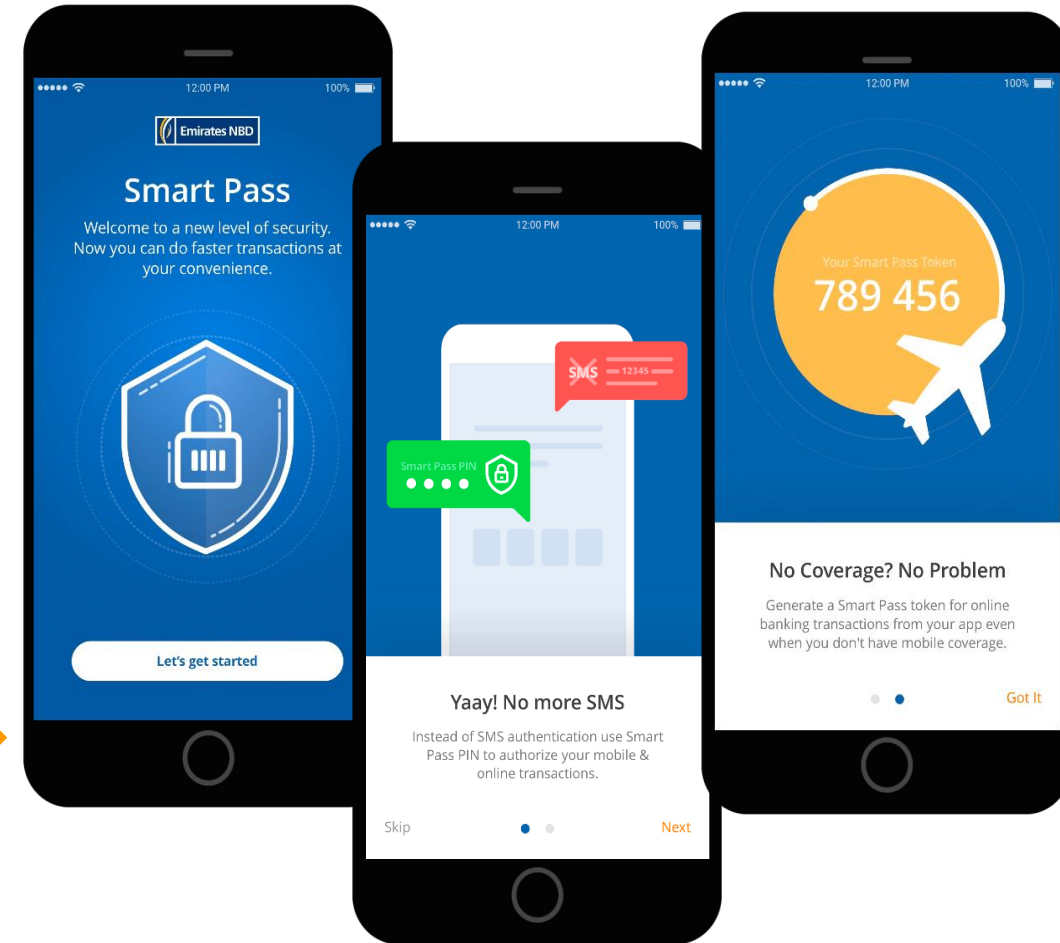 12:00 PM
100%
Emirates NBD
Smart Pass
Welcome to a new level of security.
Now you can do faster transactions at
your convenience.
Let's get started
12:00 PM
100%
SMS
12345
Smart Pass PIN
Yaay! No more SMS
Instead of SMS authentication use Smart
Pass PIN to authorize your mobile &
online transactions.
Skip
Next
12:00 PM
100%
Your Smart Pass Token
789 456
No Coverage? No Problem
Generate a Smart Pass token for online
banking transactions from your app even
when you don't have mobile coverage.
Got It